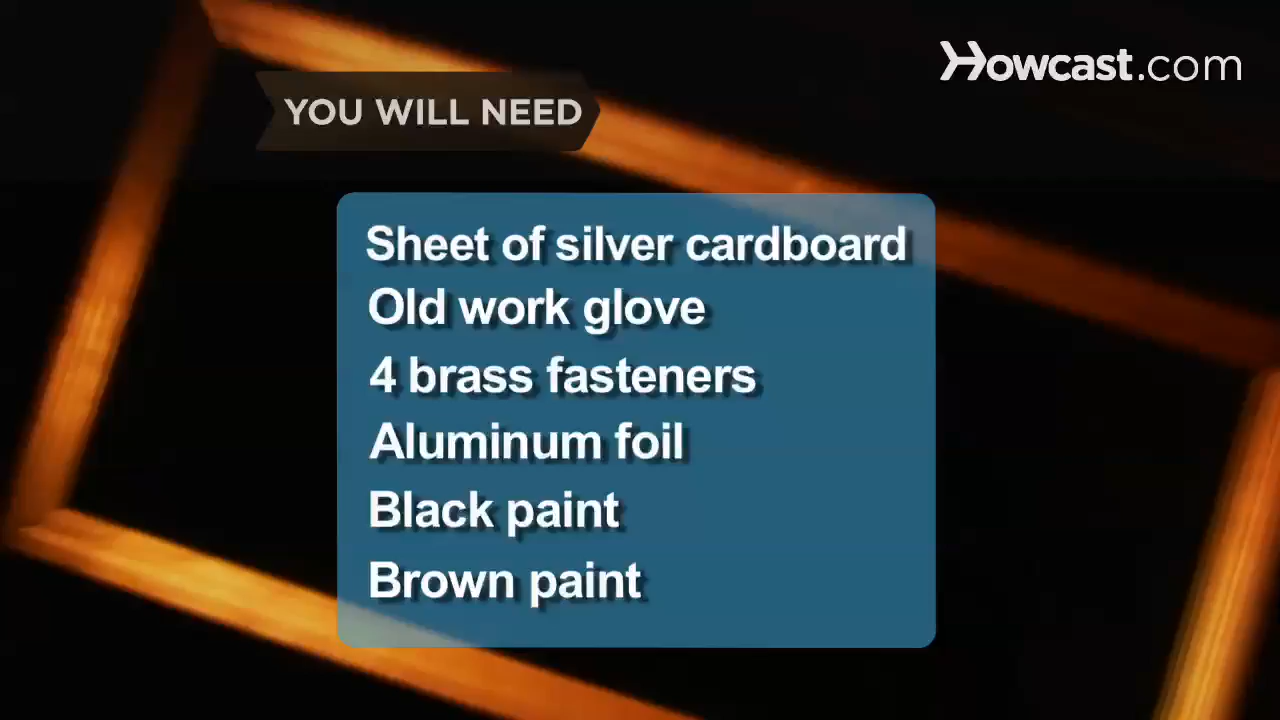 Howcast.com
YOU WILL NEED
Sheet of silver cardboard
Old work glove
4 brass fasteners
Aluminum foil
Black paint
Brown paint